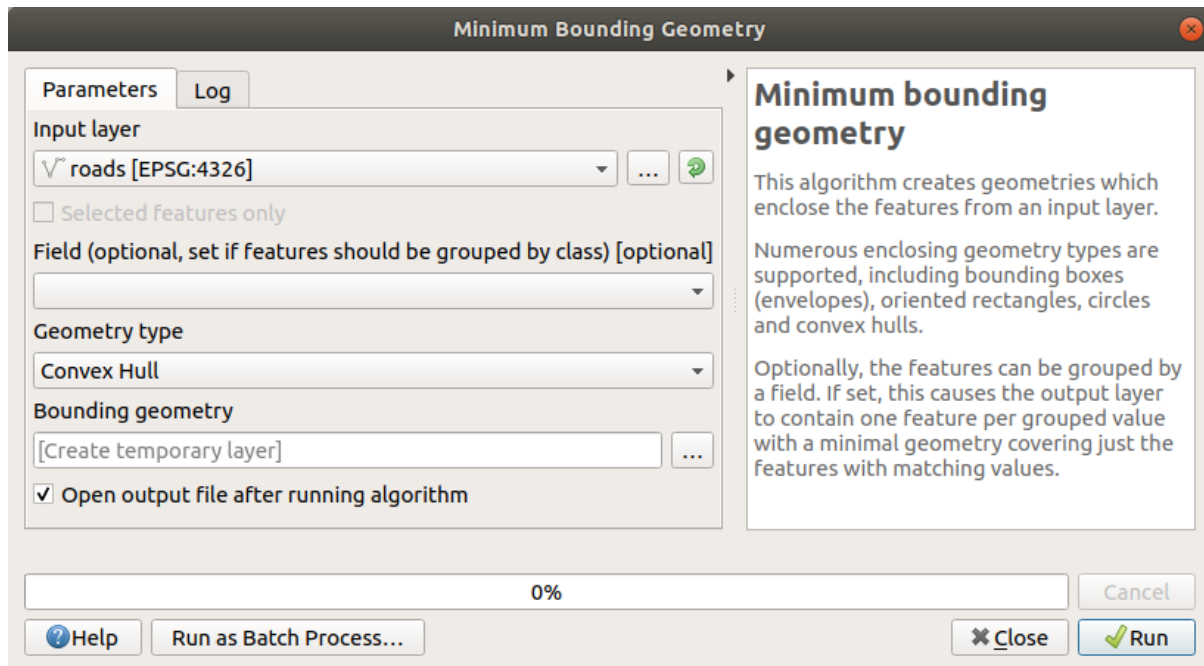 Minimum Bounding Geometry
Parameters
Log
Input layer
roads [EPSG:4326]
...
Selected features only
Field (optional, set if features should be grouped by class) [optional]
Geometry type
Convex Hull
Bounding geometry
[Create temporary layer]
...
Open output file after running algorithm
Minimum bounding
geometry
This algorithm creates geometries which
enclose the features from an input layer.
Numerous enclosing geometry types are
supported, including bounding boxes
(envelopes), oriented rectangles, circles
and convex hulls.
Optionally, the features can be grouped by
a field. If set, this causes the output layer
to contain one feature per grouped value
with a minimal geometry covering just the
features with matching values.
0%
Cancel
Help
Run as Batch Process...
Close
Run